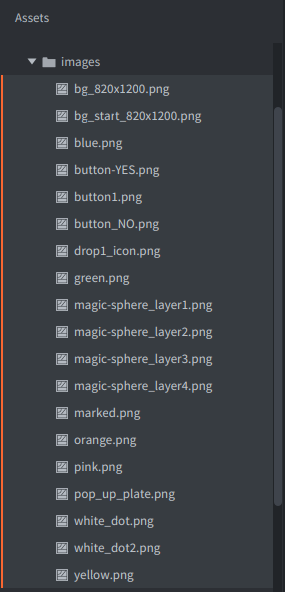 Assets
images
bg_820x1200.png
bg_start_820x1200.png
blue.png
button-YES.png
button1.png
button_NO.png
drop1_icon.png
green.png
magic-sphere_layer1.png
magic-sphere_layer2.png
magic-sphere_layer3.png
magic-sphere_layer4.png
marked.png
orange.png
pink.png
pop_up_plate.png
white_dot.png
white_dot2.png
yellow.png